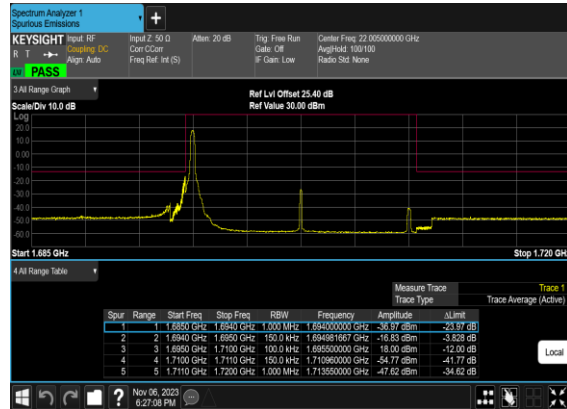 Spectrum Analyzer 1
Spurious Emissions
+
KEYSIGHT Input: RF Input Z: 50 Ω Atten: 20 dB Trig: Free Run Center Freq: 22.005000000 GHz
R T Coupling: DC Corr CCorr Gate: Off Avg|Hold: 100/100
Align: Auto Freq Ref: Int (S) IF Gain: Low Radio Std: None
PASS
3 All Range Graph
Ref Lvl Offset 25.40 dB
Scale/Div 10.0 dB Ref Value 30.00 dBm
Log
20.0
10.0
0.00
-10.0
-20.0
-30.0
-40.0
-50.0
-60.0
Start 1.685 GHz Stop 1.720 GH
4 All Range Table
Measure Trace Trace 1
Trace Type Trace Average (Active)
Spur Range Start Freq Stop Freq RBW Frequency Amplitude ΔLimit
1 1 1.6850 GHz 1.6940 GHz 1.000 MHz 1.694000000 GHz -36.97 dBm -23.97 dB
2 2 1.6940 GHz 1.6950 GHz 150.0 kHz 1.694981667 GHz -16.83 dBm -3.828 dB
3 3 1.6950 GHz 1.7100 GHz 100.0 kHz 1.695500000 GHz 18.00 dBm -12.00 dB
4 4 1.7100 GHz 1.7110 GHz 150.0 kHz 1.710960000 GHz -54.77 dBm -41.77 dB
5 5 1.7110 GHz 1.7200 GHz 1.000 MHz 1.713550000 GHz -47.62 dBm -34.62 dB
Local
? Nov 06, 2023
6:27:08 PM